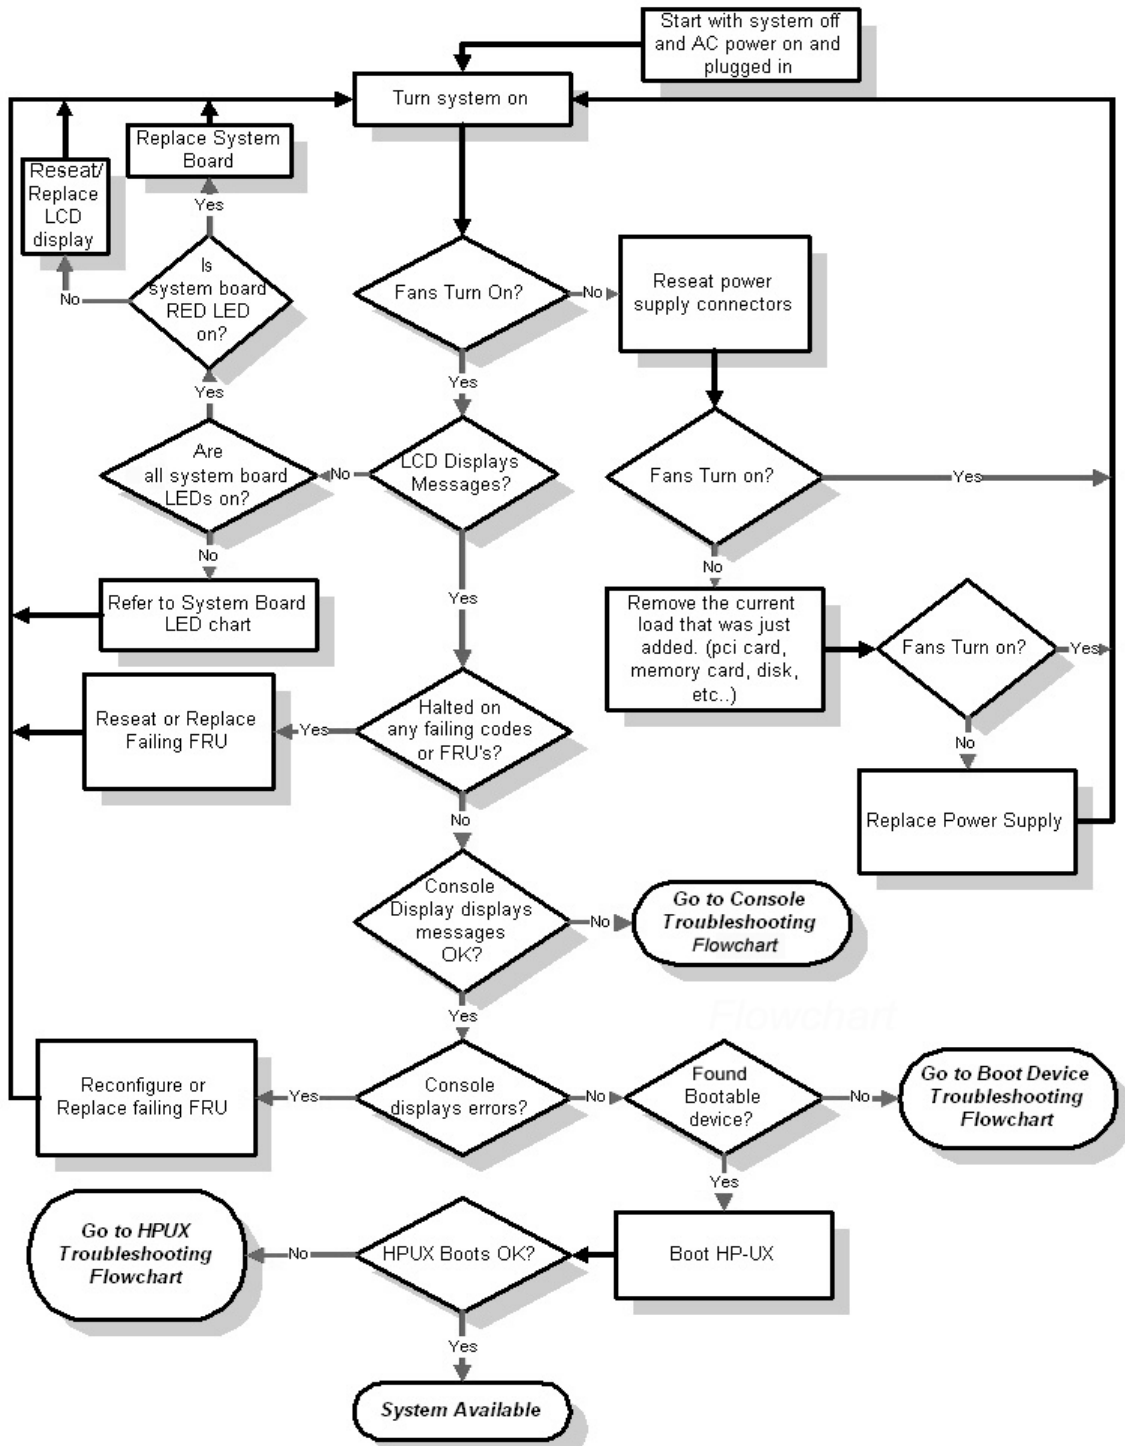 Start with system off
and AC power on and
plugged in
Turn system on
Replace System
Board
Reseat/
Replace
LCD
display
Yes
Is
system board
RED LED
on?
No
Fans Turn On?
No
Reseat power
supply connectors
Yes
Yes
Are
all system board
LEDs on?
No
LCD Displays
Messages?
Fans Turn on?
Yes
No
No
Yes
Refer to System Board
LED chart
Remove the current
load that was just
added. (pci card,
memory card, disk,
etc..)
Fans Turn on?
Yes
Reseat or Replace
Failing FRU
Yes
Halted on
any failing codes
or FRU's?
No
No
Replace Power Supply
Console
Display displays
messages
OK?
No
Go to Console
Troubleshooting
Flowchart
Yes
Flowchart
Reconfigure or
Replace failing FRU
Yes
Console
displays errors?
No
Found
Bootable
device?
No
Go to Boot Device
Troubleshooting
Flowchart
Yes
Go to HPUX
Troubleshooting
Flowchart
No
HPUX Boots OK?
Boot HP-UX
Yes
System Available